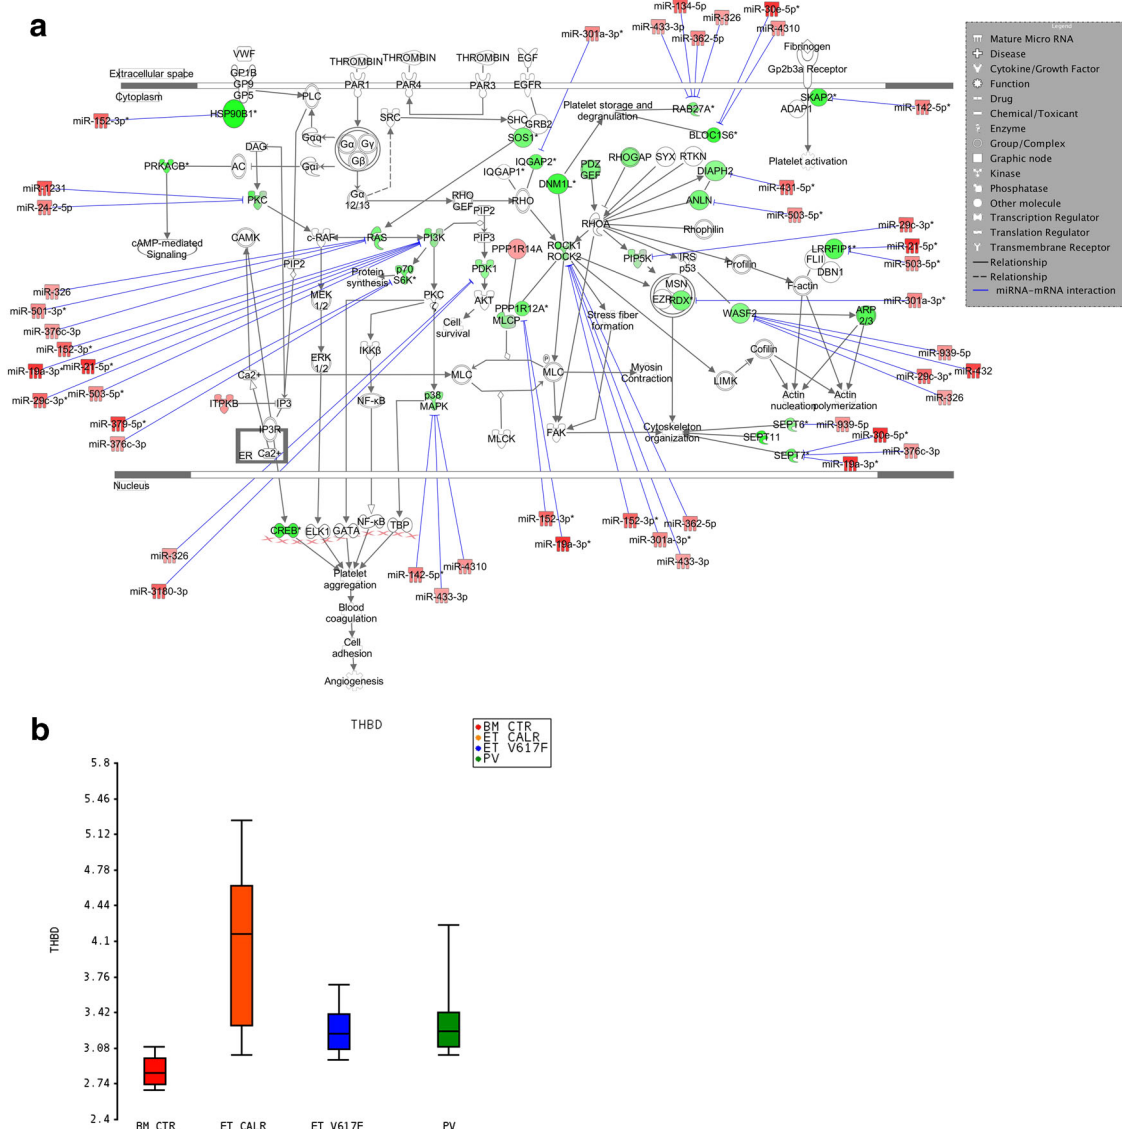 a
miR-134-5p
miR-30e-5p*
miR-326
miR-433-3p
miR-4310
miR-301a-3p*
miR-362-5p
Legend
Mature Micro RNA
Disease
Cytokine/Growth Factor
Function
Drug
Chemical/Toxicant
Enzyme
Group/Complex
Graphic node
Kinase
Phosphatase
Other molecule
Transcription Regulator
Translation Regulator
Transmembrane Receptor
Relationship
Relationship
miRNA-mRNA interaction
VWF
GP1B
GP9
GP5
THROMBIN
THROMBIN
THROMBIN
EGF
Fibrinogen
Gp2b3a Receptor
Extracellular space
Cytoplasm
PAR1
PAR4
PAR3
EGFR
PLC
HSP90B1*
miR-152-3p*
SRC
SHC
GRB2
SOS1*
Platelet storage and
degranulation
RAB27A*
BLOC1S6*
SKAP2*
ADAP1
miR-142-5p*
Platelet activation
Gαq
Gα
Gγ
Gβ
Gαi
Gα
12/13
DAG
AC
PRKACB*
miR-1231
miR-24-2-5p
PKC
IQGAP2*
IQGAP1*
DNM1L*
PDZ
GEF
RHOGAP
SYX
RTKN
DIAPH2
miR-431-5p*
ANLN
miR-503-5p*
RHO
GEF
RHO
RHOA
Rhophilin
PIP2
PIP3
cAMP-mediated
Signaling
CAMK
c-RAF
RAS
PI3K
PPP1R14A
ROCK1
ROCK2
PIP5K
IRS
p53
Profilin
F-actin
LRRFIP1*
FLII
DBN1
miR-29c-3p*
miR-21-5p*
miR-503-5p*
miR-301a-3p*
PIP2
Protein
synthesis
p70
S6K*
PDK1
AKT
Cell
survival
PKC
ζ
PPP1R12A*
MLCP
MSN
EZR
RDX*
Stress fiber
formation
WASF2
ARP
2/3
miR-326
miR-501-3p*
miR-376c-3p
miR-152-3p*
miR-19a-3p*
miR-21-5p*
miR-29c-3p*
miR-503-5p*
miR-379-5p*
miR-376c-3p
MEK
1/2
ERK
1/2
IKKβ
NF-κB
Ca2+
ITPKB
IP3
IP3R
ER
Ca2+
p38
MAPK
MLC
P
MLC
MLCK
FAK
Myosin
Contraction
Cofilin
LIMK
Actin
nucleation
Actin
polymerization
miR-939-5p
miR-432
miR-29c-3p*
miR-326
Cytoskeleton
organization
SEPT6*
miR-939-5p
SEPT11
miR-30e-5p*
SEPT7*
miR-376c-3p
miR-19a-3p*
Nucleus
CREB*
ELK1
GATA
NF-κB
TBP
miR-326
miR-3180-3p
miR-142-5p*
miR-4310
miR-433-3p
miR-152-3p*
miR-19a-3p*
miR-152-3p*
miR-362-5p
miR-301a-3p*
miR-433-3p
Platelet
aggregation
Blood
coagulation
Cell
adhesion
Angiogenesis
b
THBD
BM CTR
ET CALR
ET V617F
PV
THBD
5.8
5.46
5.12
4.78
4.44
4.1
3.76
3.42
3.08
2.74
2.4
BM CTR
ET CALR
ET V617F
PV